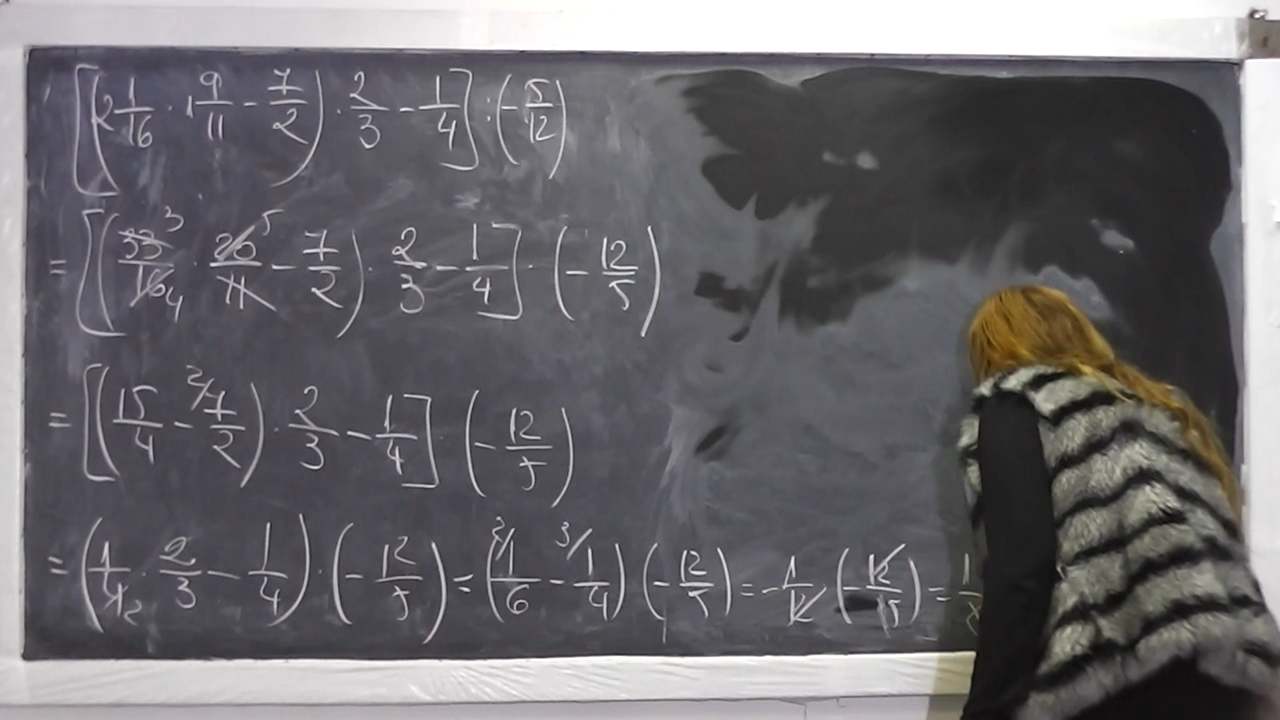 [(2 1/16 · 1 9/11 - 7/2) · 2/3 - 1/4] : (-5/12)
= [(33/16 · 20/11 - 7/2) · 2/3 - 1/4] · (-12/5)
= [(15/4 - 7/2) · 2/3 - 1/4] · (-12/5)
= (1/4 · 2/3 - 1/4) · (-12/5) = (1/6 - 1/4) (-12/5) = -1/12 · (-12/5) =